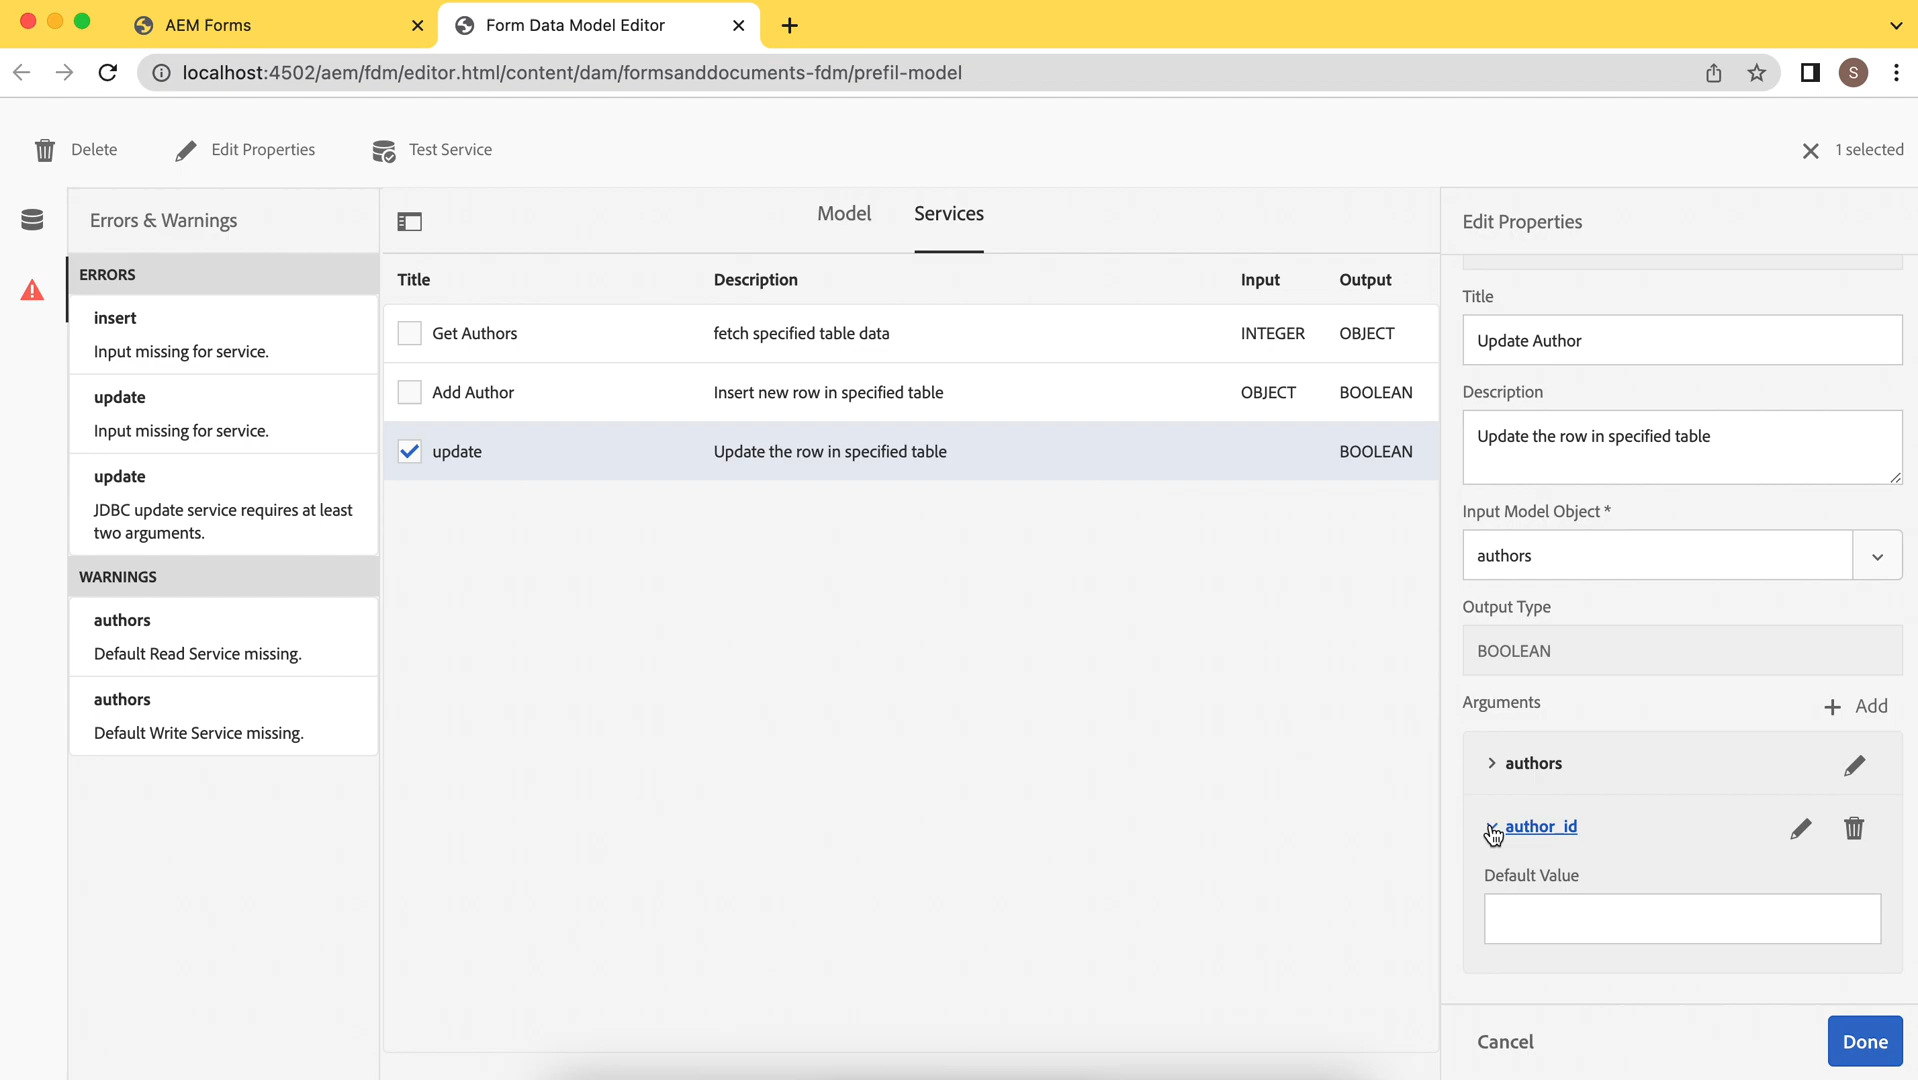 AEM Forms
Form Data Model Editor
localhost:4502/aem/fdm/editor.html/content/dam/formsanddocuments-fdm/prefil-model
S
Delete
Edit Properties
Test Service
1 selected
Errors & Warnings
ERRORS
insert
Input missing for service.
update
Input missing for service.
update
JDBC update service requires at least
two arguments.
WARNINGS
authors
Default Read Service missing.
authors
Default Write Service missing.
Model
Services
Title Description Input Output
Get Authors fetch specified table data INTEGER OBJECT
Add Author Insert new row in specified table OBJECT BOOLEAN
update Update the row in specified table BOOLEAN
Edit Properties
Title
Update Author
Description
Update the row in specified table
Input Model Object *
authors
Output Type
BOOLEAN
Arguments
Add
authors
author_id
Default Value
Cancel
Done